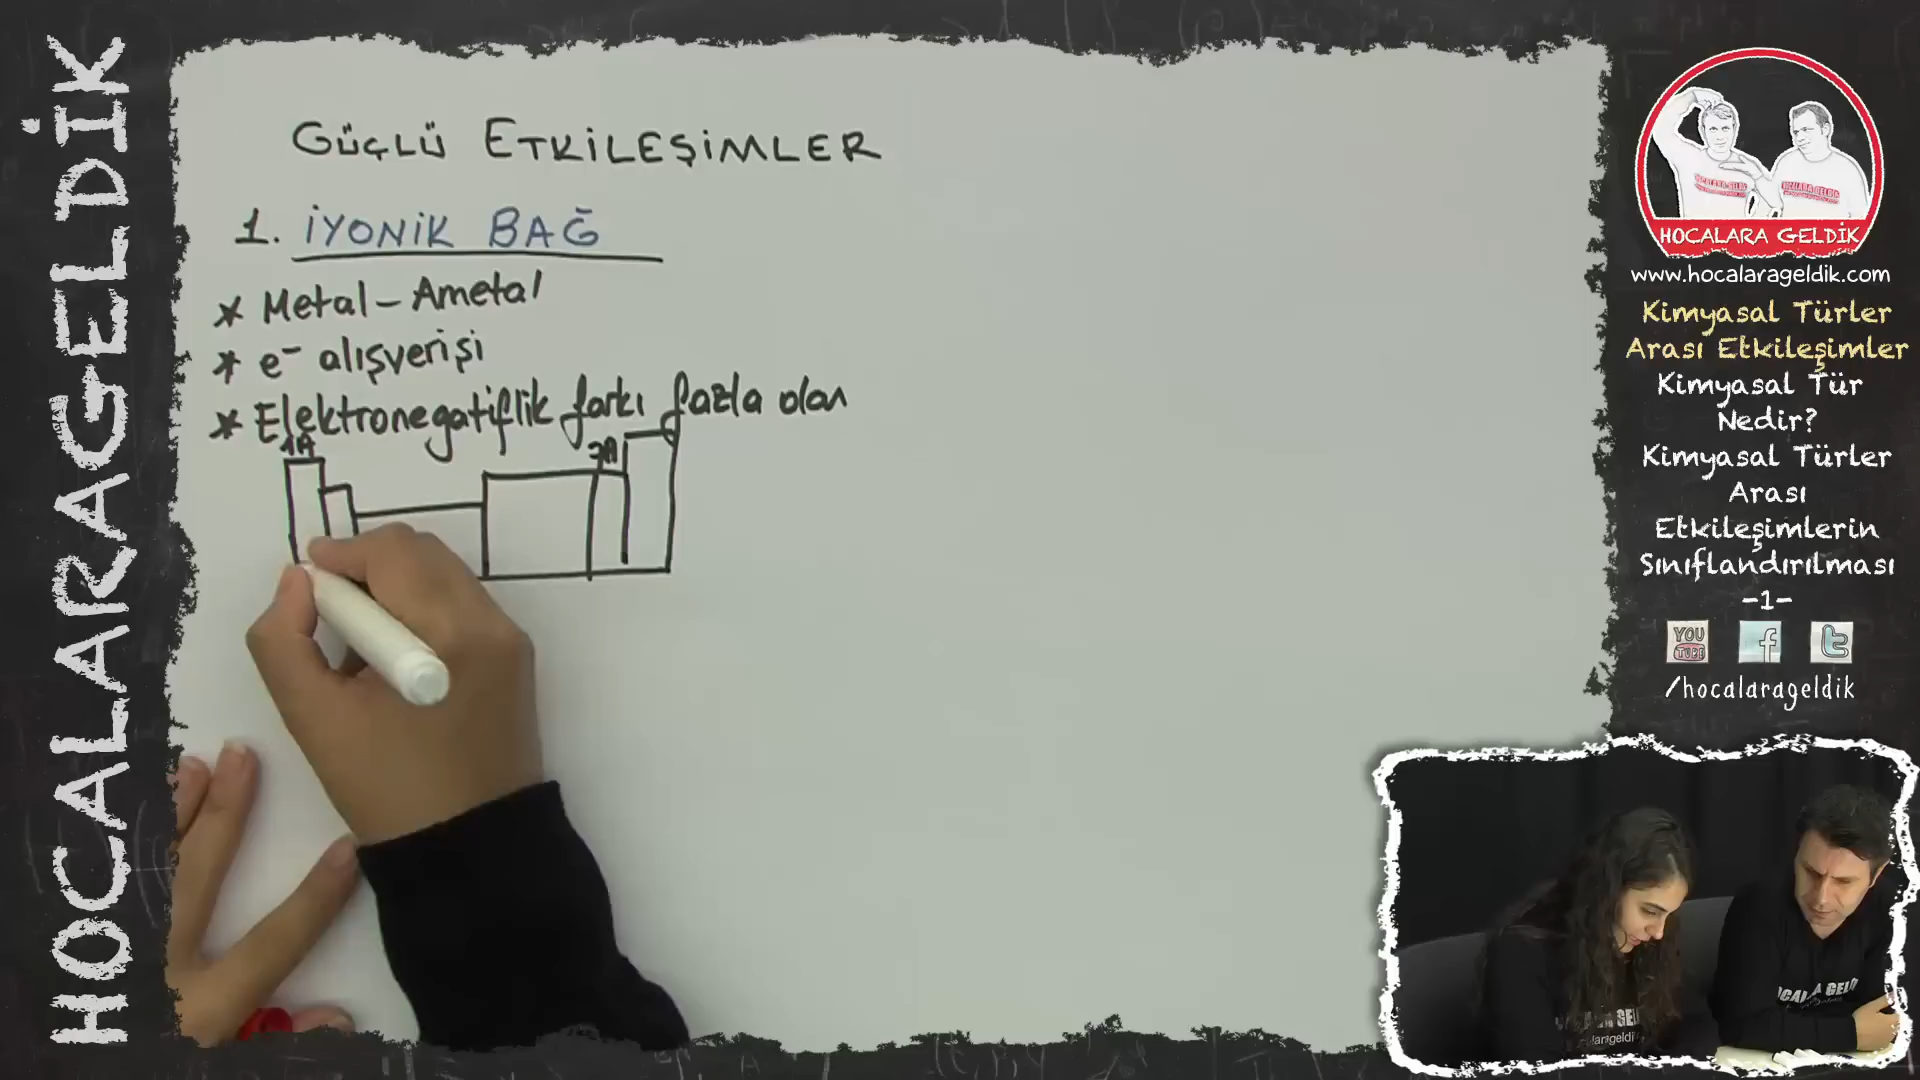 HOCALARAGELDİK
GÜÇLÜ ETKİLEŞİMLER
1. İYONİK BAĞ
* Metal - Ametal
* e⁻ alışverişi
* Elektronegatiflik farkı fazla olan
1A
7A
HOCALARA GELDİK
www.hocalarageldik.com
Kimyasal Türler
Arası Etkileşimler
Kimyasal Tür
Nedir?
Kimyasal Türler
Arası
Etkileşimlerin
Sınıflandırılması
-1-
YOU
TUBE
/hocalarageldik